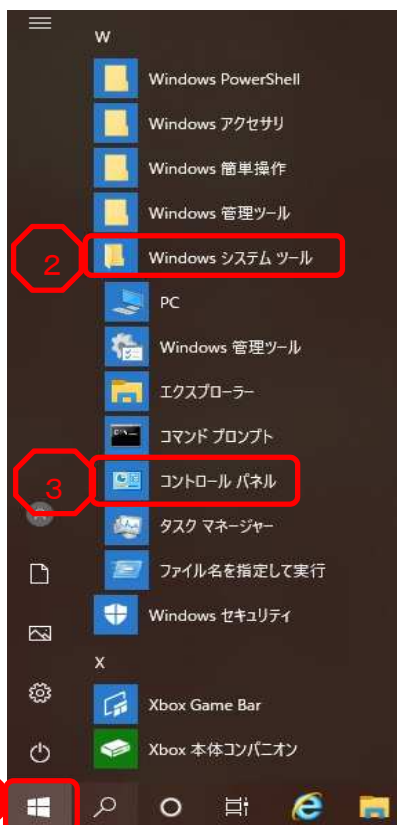 W
Windows PowerShell
Windows アクセサリ
Windows 簡単操作
Windows 管理ツール
2
Windows システム ツール
PC
Windows 管理ツール
エクスプローラー
コマンド プロンプト
3
コントロール パネル
タスク マネージャー
ファイル名を指定して実行
Windows セキュリティ
X
Xbox Game Bar
Xbox 本体コンパニオン